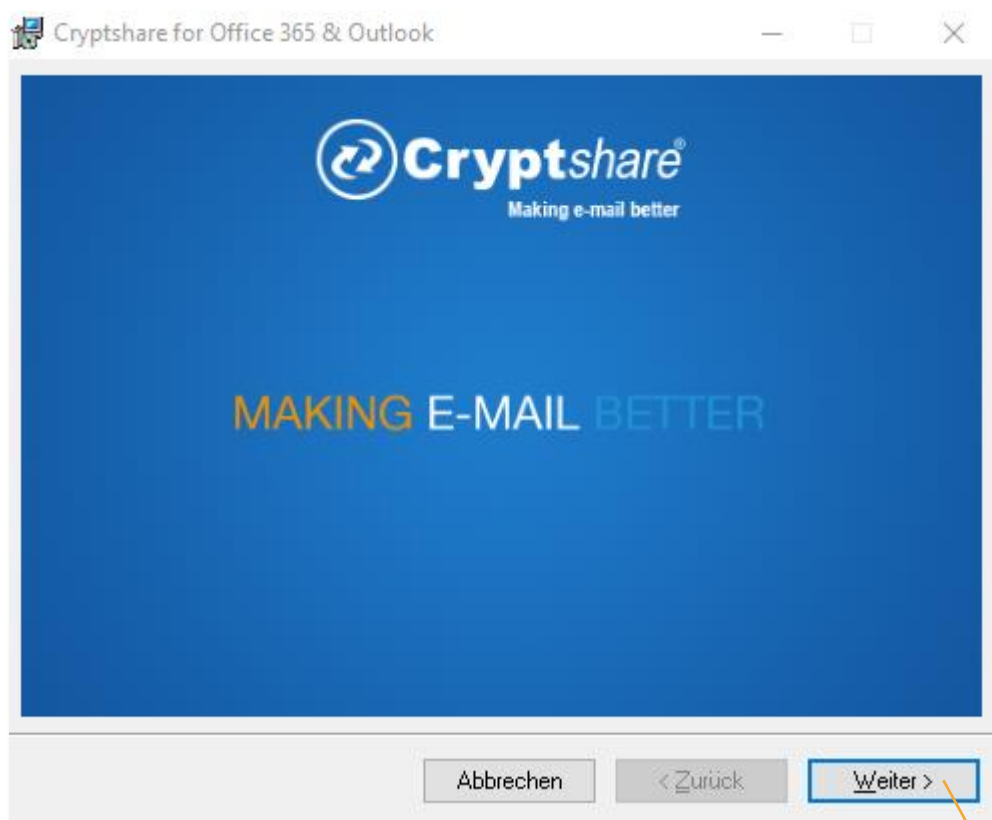 Cryptshare for Office 365 & Outlook
Cryptshare®
Making e-mail better
MAKING E-MAIL BETTER
Abbrechen
< Zurück
Weiter >